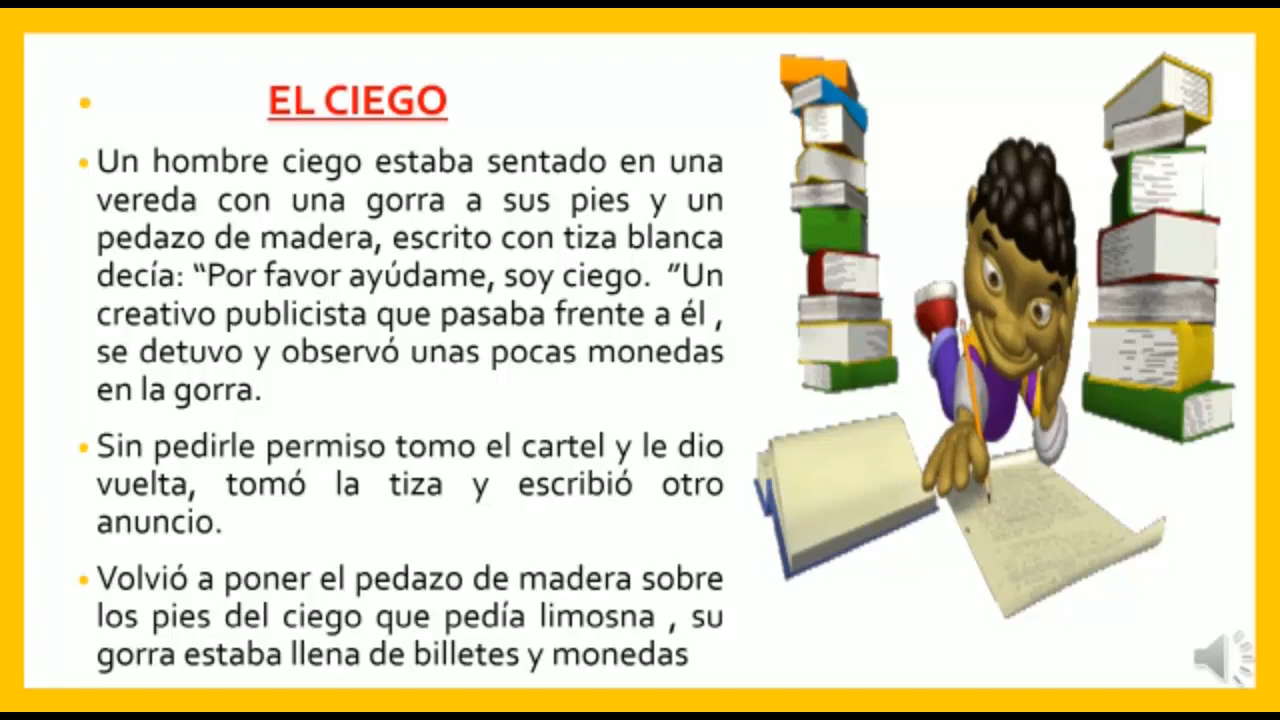 EL CIEGO
Un hombre ciego estaba sentado en una
vereda con una gorra a sus pies y un
pedazo de madera, escrito con tiza blanca
decía: “Por favor ayúdame, soy ciego. ”Un
creativo publicista que pasaba frente a él ,
se detuvo y observó unas pocas monedas
en la gorra.
Sin pedirle permiso tomo el cartel y le dio
vuelta, tomó la tiza y escribió otro
anuncio.
Volvió a poner el pedazo de madera sobre
los pies del ciego que pedía limosna , su
gorra estaba llena de billetes y monedas